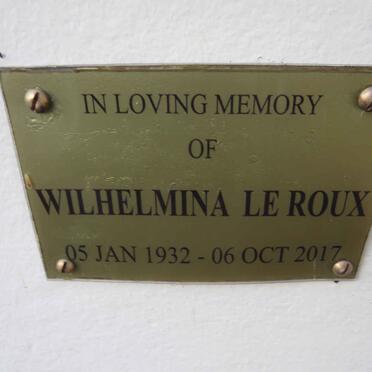 IN LOVING MEMORY
OF
WILHELMINA LE ROUX
05 JAN 1932 - 06 OCT 2017